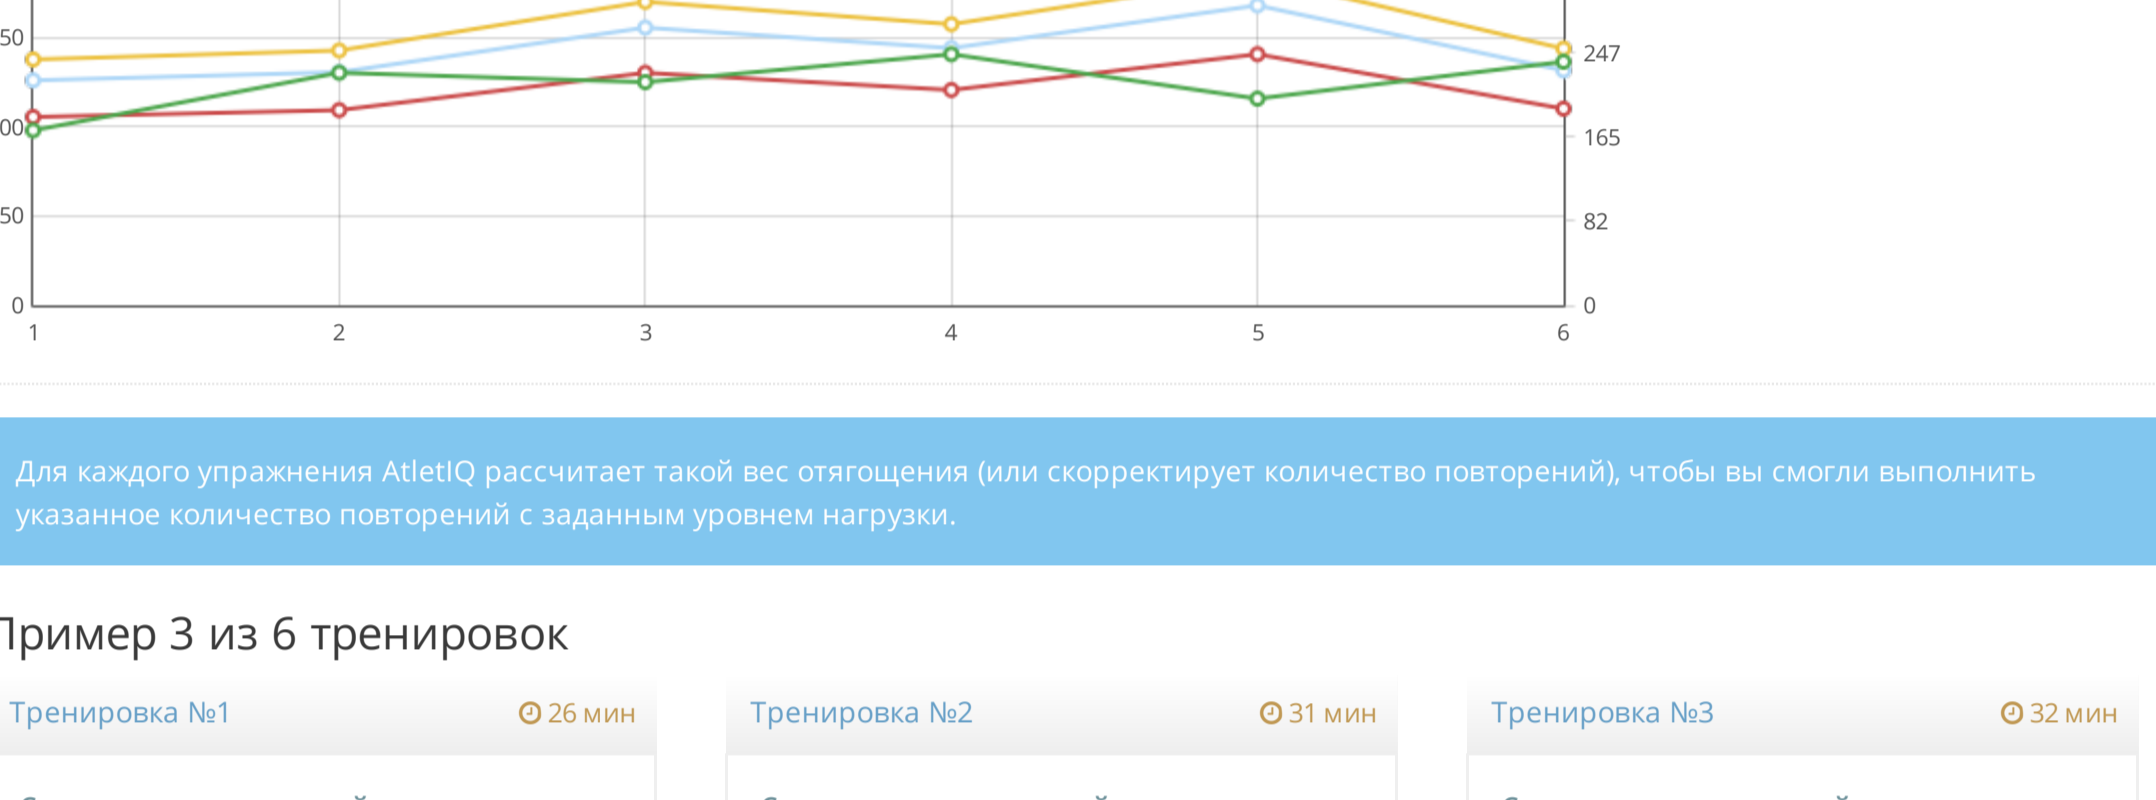 50 247
00 165
50 82
0 0
1 2 3 4 5 6
Для каждого упражнения AtletIQ рассчитает такой вес отягощения (или скорректирует количество повторений), чтобы вы смогли выполнить
указанное количество повторений с заданным уровнем нагрузки.
Пример 3 из 6 тренировок
Тренировка №1 26 мин
Тренировка №2 31 мин
Тренировка №3 32 мин